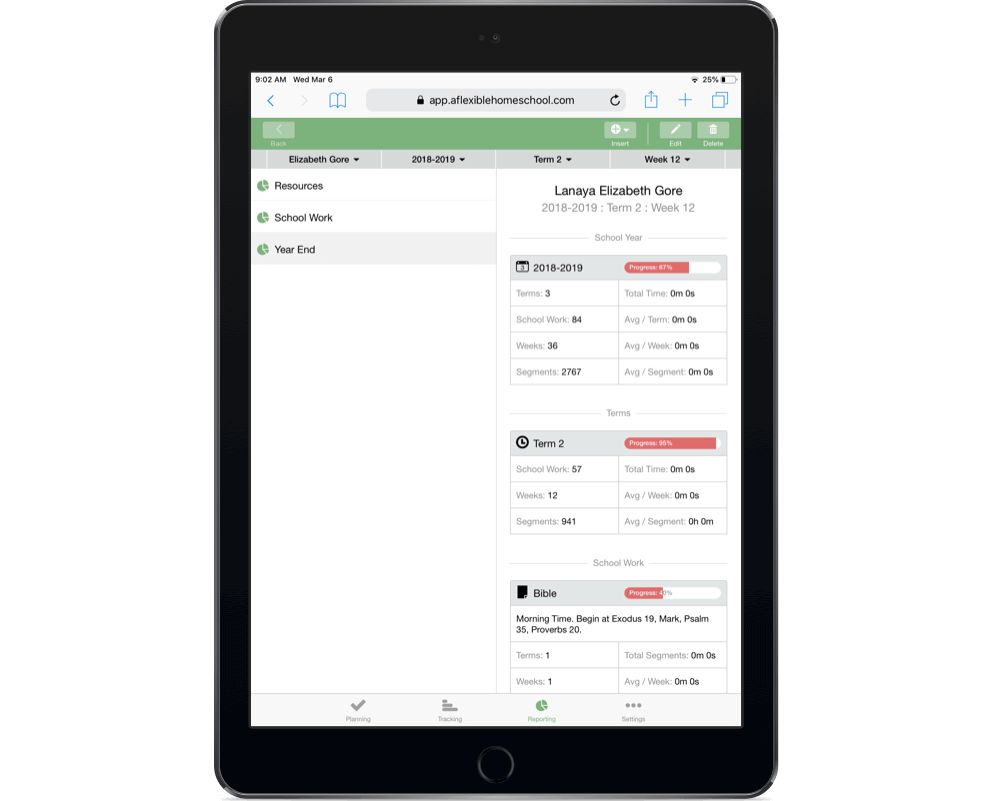 9:02 AM Wed Mar 6
25%
app.aflexiblehomeschool.com
Back
Insert
Edit
Delete
Elizabeth Gore
2018-2019
Term 2
Week 12
Resources
School Work
Year End
Lanaya Elizabeth Gore
2018-2019 : Term 2 : Week 12
School Year
3
2018-2019
Progress: 67%
Terms: 3
Total Time: 0m 0s
School Work: 84
Avg / Term: 0m 0s
Weeks: 36
Avg / Week: 0m 0s
Segments: 2767
Avg / Segment: 0m 0s
Terms
Term 2
Progress: 95%
School Work: 57
Total Time: 0m 0s
Weeks: 12
Avg / Week: 0m 0s
Segments: 941
Avg / Segment: 0h 0m
School Work
Bible
Progress: 40%
Morning Time. Begin at Exodus 19, Mark, Psalm
35, Proverbs 20.
Terms: 1
Total Segments: 0m 0s
Weeks: 1
Avg / Week: 0m 0s
Planning
Tracking
Reporting
Settings